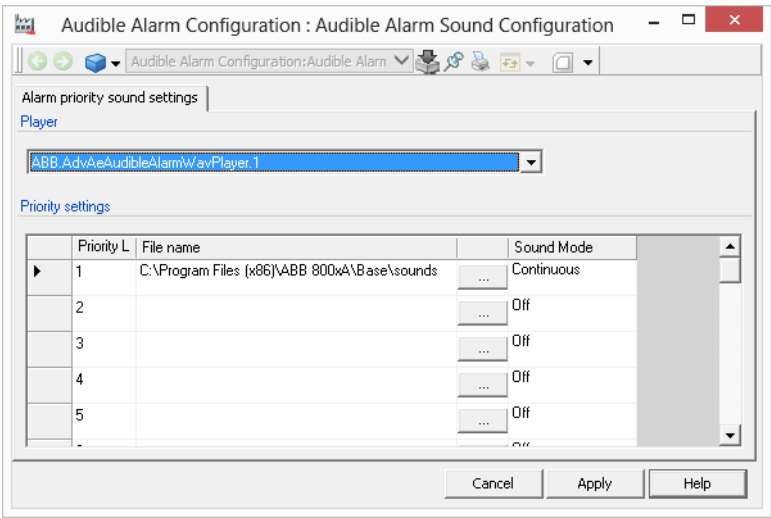 Audible Alarm Configuration : Audible Alarm Sound Configuration
Audible Alarm Configuration:Audible Alarm
Alarm priority sound settings
Player
ABB.AdvAeAudibleAlarmWavPlayer.1
Priority settings
Priority L File name Sound Mode
1 C:\Program Files (x86)\ABB 800xA\Base\sounds ... Continuous
2 ... Off
3 ... Off
4 ... Off
5 ... Off
Cancel Apply Help